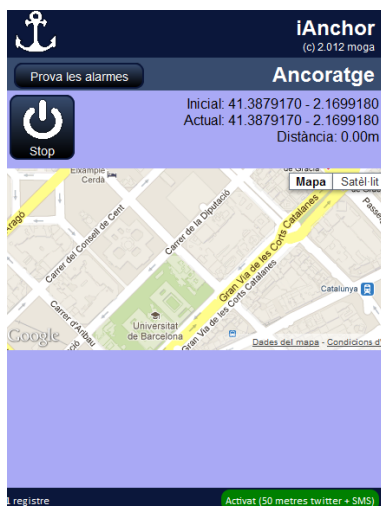 iAnchor
(c) 2.012 moga
Prova les alarmes
Ancoratge
Stop
Inicial: 41.3879170 - 2.1699180
Actual: 41.3879170 - 2.1699180
Distància: 0.00m
Eixample
Cerdà
de Gràcia
Mapa
Satèl·lit
Aragó
Carrer del Consell de Cent
Carrer de la Diputació
Gran Via de les Corts Catalanes
Passe
Catalunya
Universitat
de Barcelona
Gran Via de les
Corts Catalanes
Carrer d'Aribau
Google
Dades del mapa - Condicions d'
1 registre
Activat (50 metres twitter + SMS)